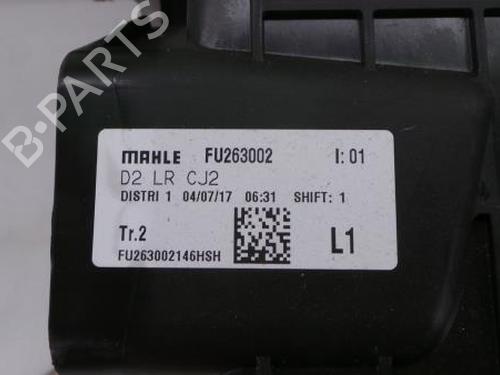 B-PARTS
MAHLE FU263002 I: 01
D2 LR CJ2
DISTRI 1 04/07/17 06:31 SHIFT: 1
Tr.2
L1
FU263002146HSH